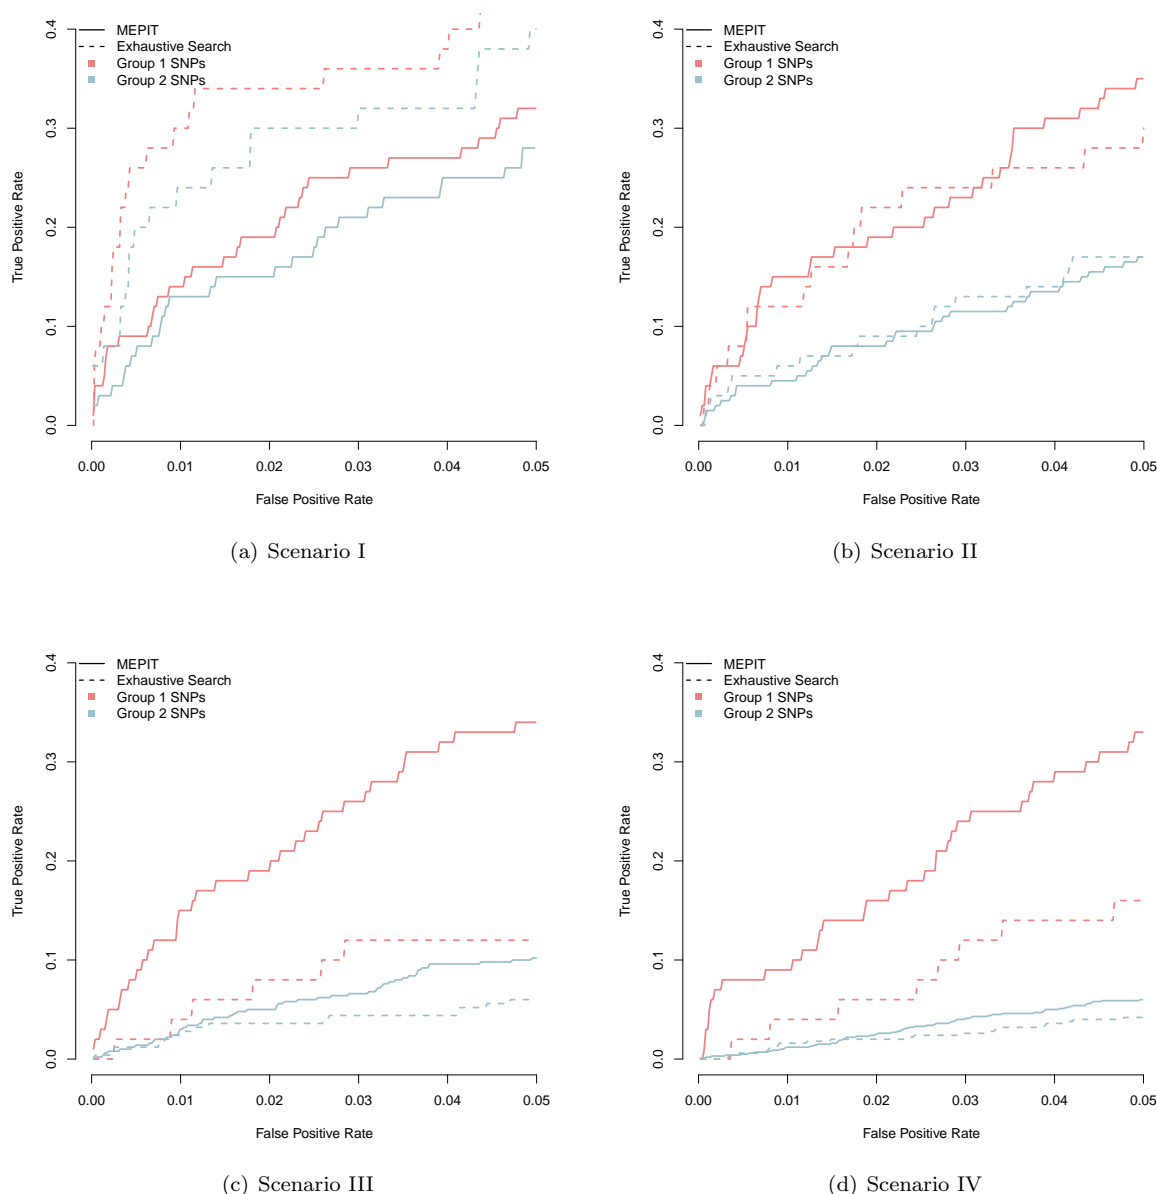 MEPIT
Exhaustive Search
Group 1 SNPs
Group 2 SNPs
True Positive Rate
0.0 0.1 0.2 0.3 0.4
0.00 0.01 0.02 0.03 0.04 0.05
False Positive Rate
(a) Scenario I
MEPIT
Exhaustive Search
Group 1 SNPs
Group 2 SNPs
True Positive Rate
0.0 0.1 0.2 0.3 0.4
0.00 0.01 0.02 0.03 0.04 0.05
False Positive Rate
(b) Scenario II
MEPIT
Exhaustive Search
Group 1 SNPs
Group 2 SNPs
True Positive Rate
0.0 0.1 0.2 0.3 0.4
0.00 0.01 0.02 0.03 0.04 0.05
False Positive Rate
(c) Scenario III
MEPIT
Exhaustive Search
Group 1 SNPs
Group 2 SNPs
True Positive Rate
0.0 0.1 0.2 0.3 0.4
0.00 0.01 0.02 0.03 0.04 0.05
False Positive Rate
(d) Scenario IV